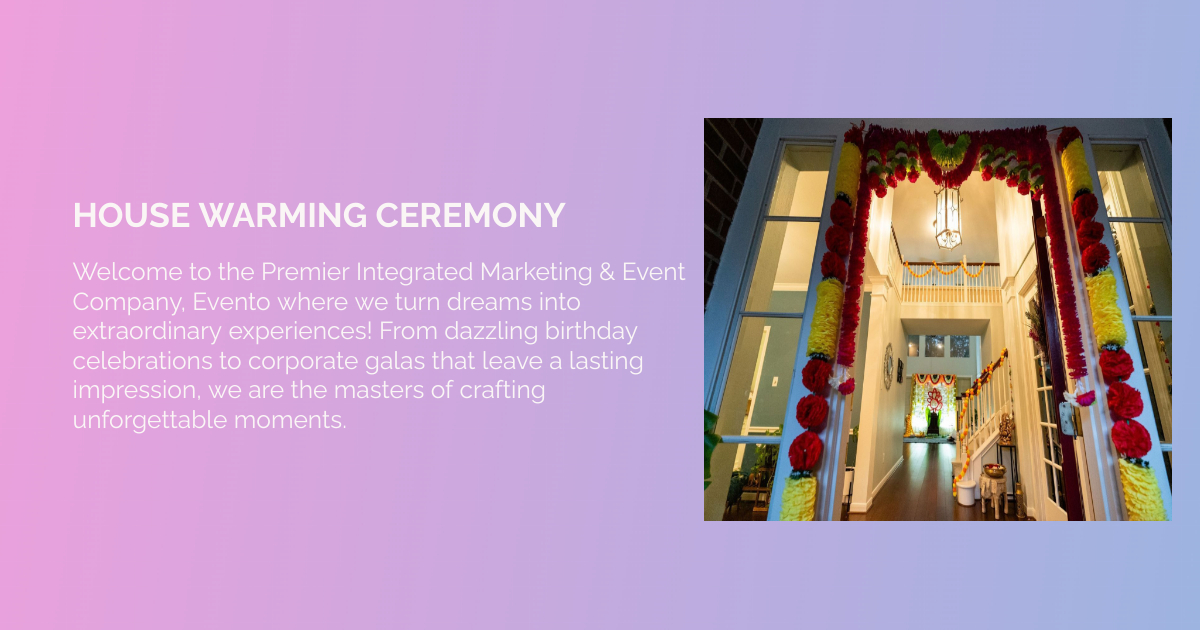 HOUSE WARMING CEREMONY
Welcome to the Premier Integrated Marketing & Event
Company, Evento where we turn dreams into
extraordinary experiences! From dazzling birthday
celebrations to corporate galas that leave a lasting
impression, we are the masters of crafting
unforgettable moments.